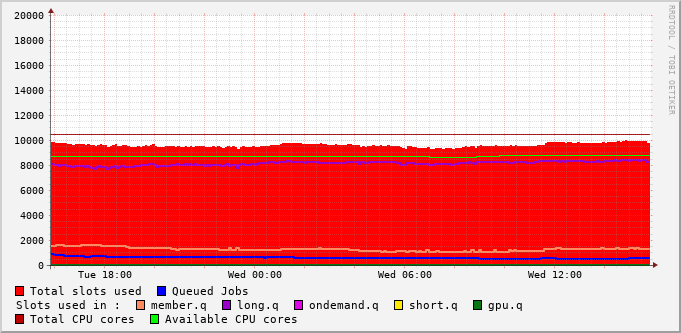 20000
18000
16000
14000
12000
10000
8000
6000
4000
2000
0
Tue 18:00 Wed 00:00 Wed 06:00 Wed 12:00
RRDTOOL / TOBI OETIKER
Total slots used Queued Jobs
Slots used in : member.q long.q ondemand.q short.q gpu.q
Total CPU cores Available CPU cores